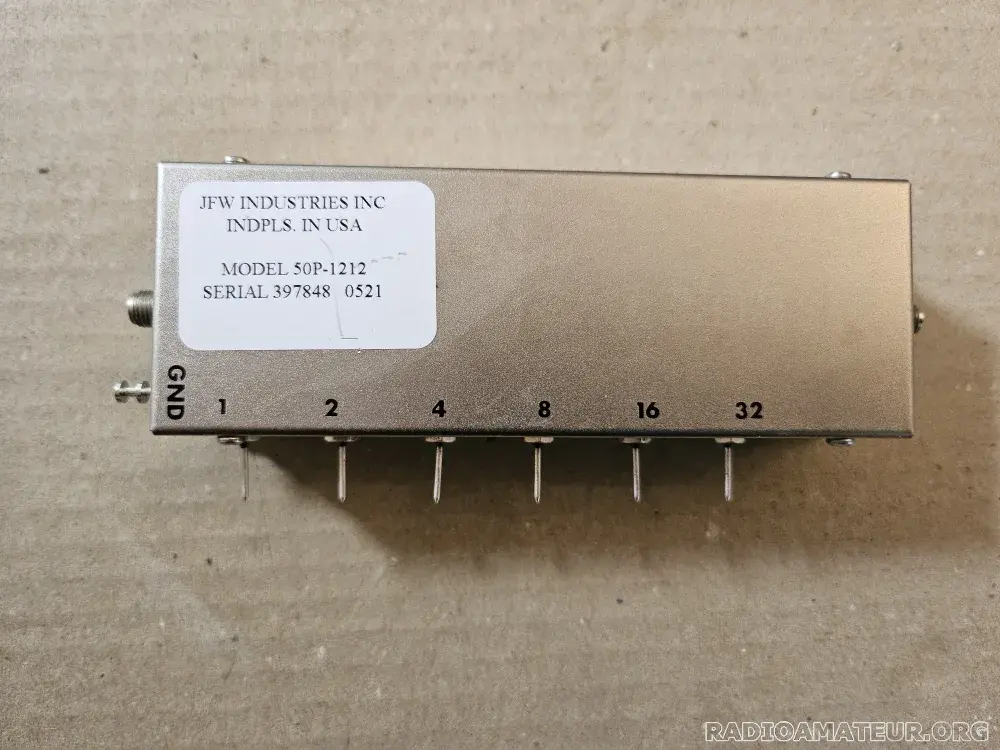 JFW INDUSTRIES INC
INDPLS. IN USA
MODEL 50P-1212
SERIAL 397848 0521
GND
1 2 4 8 16 32
RADIOAMATEUR.ORG